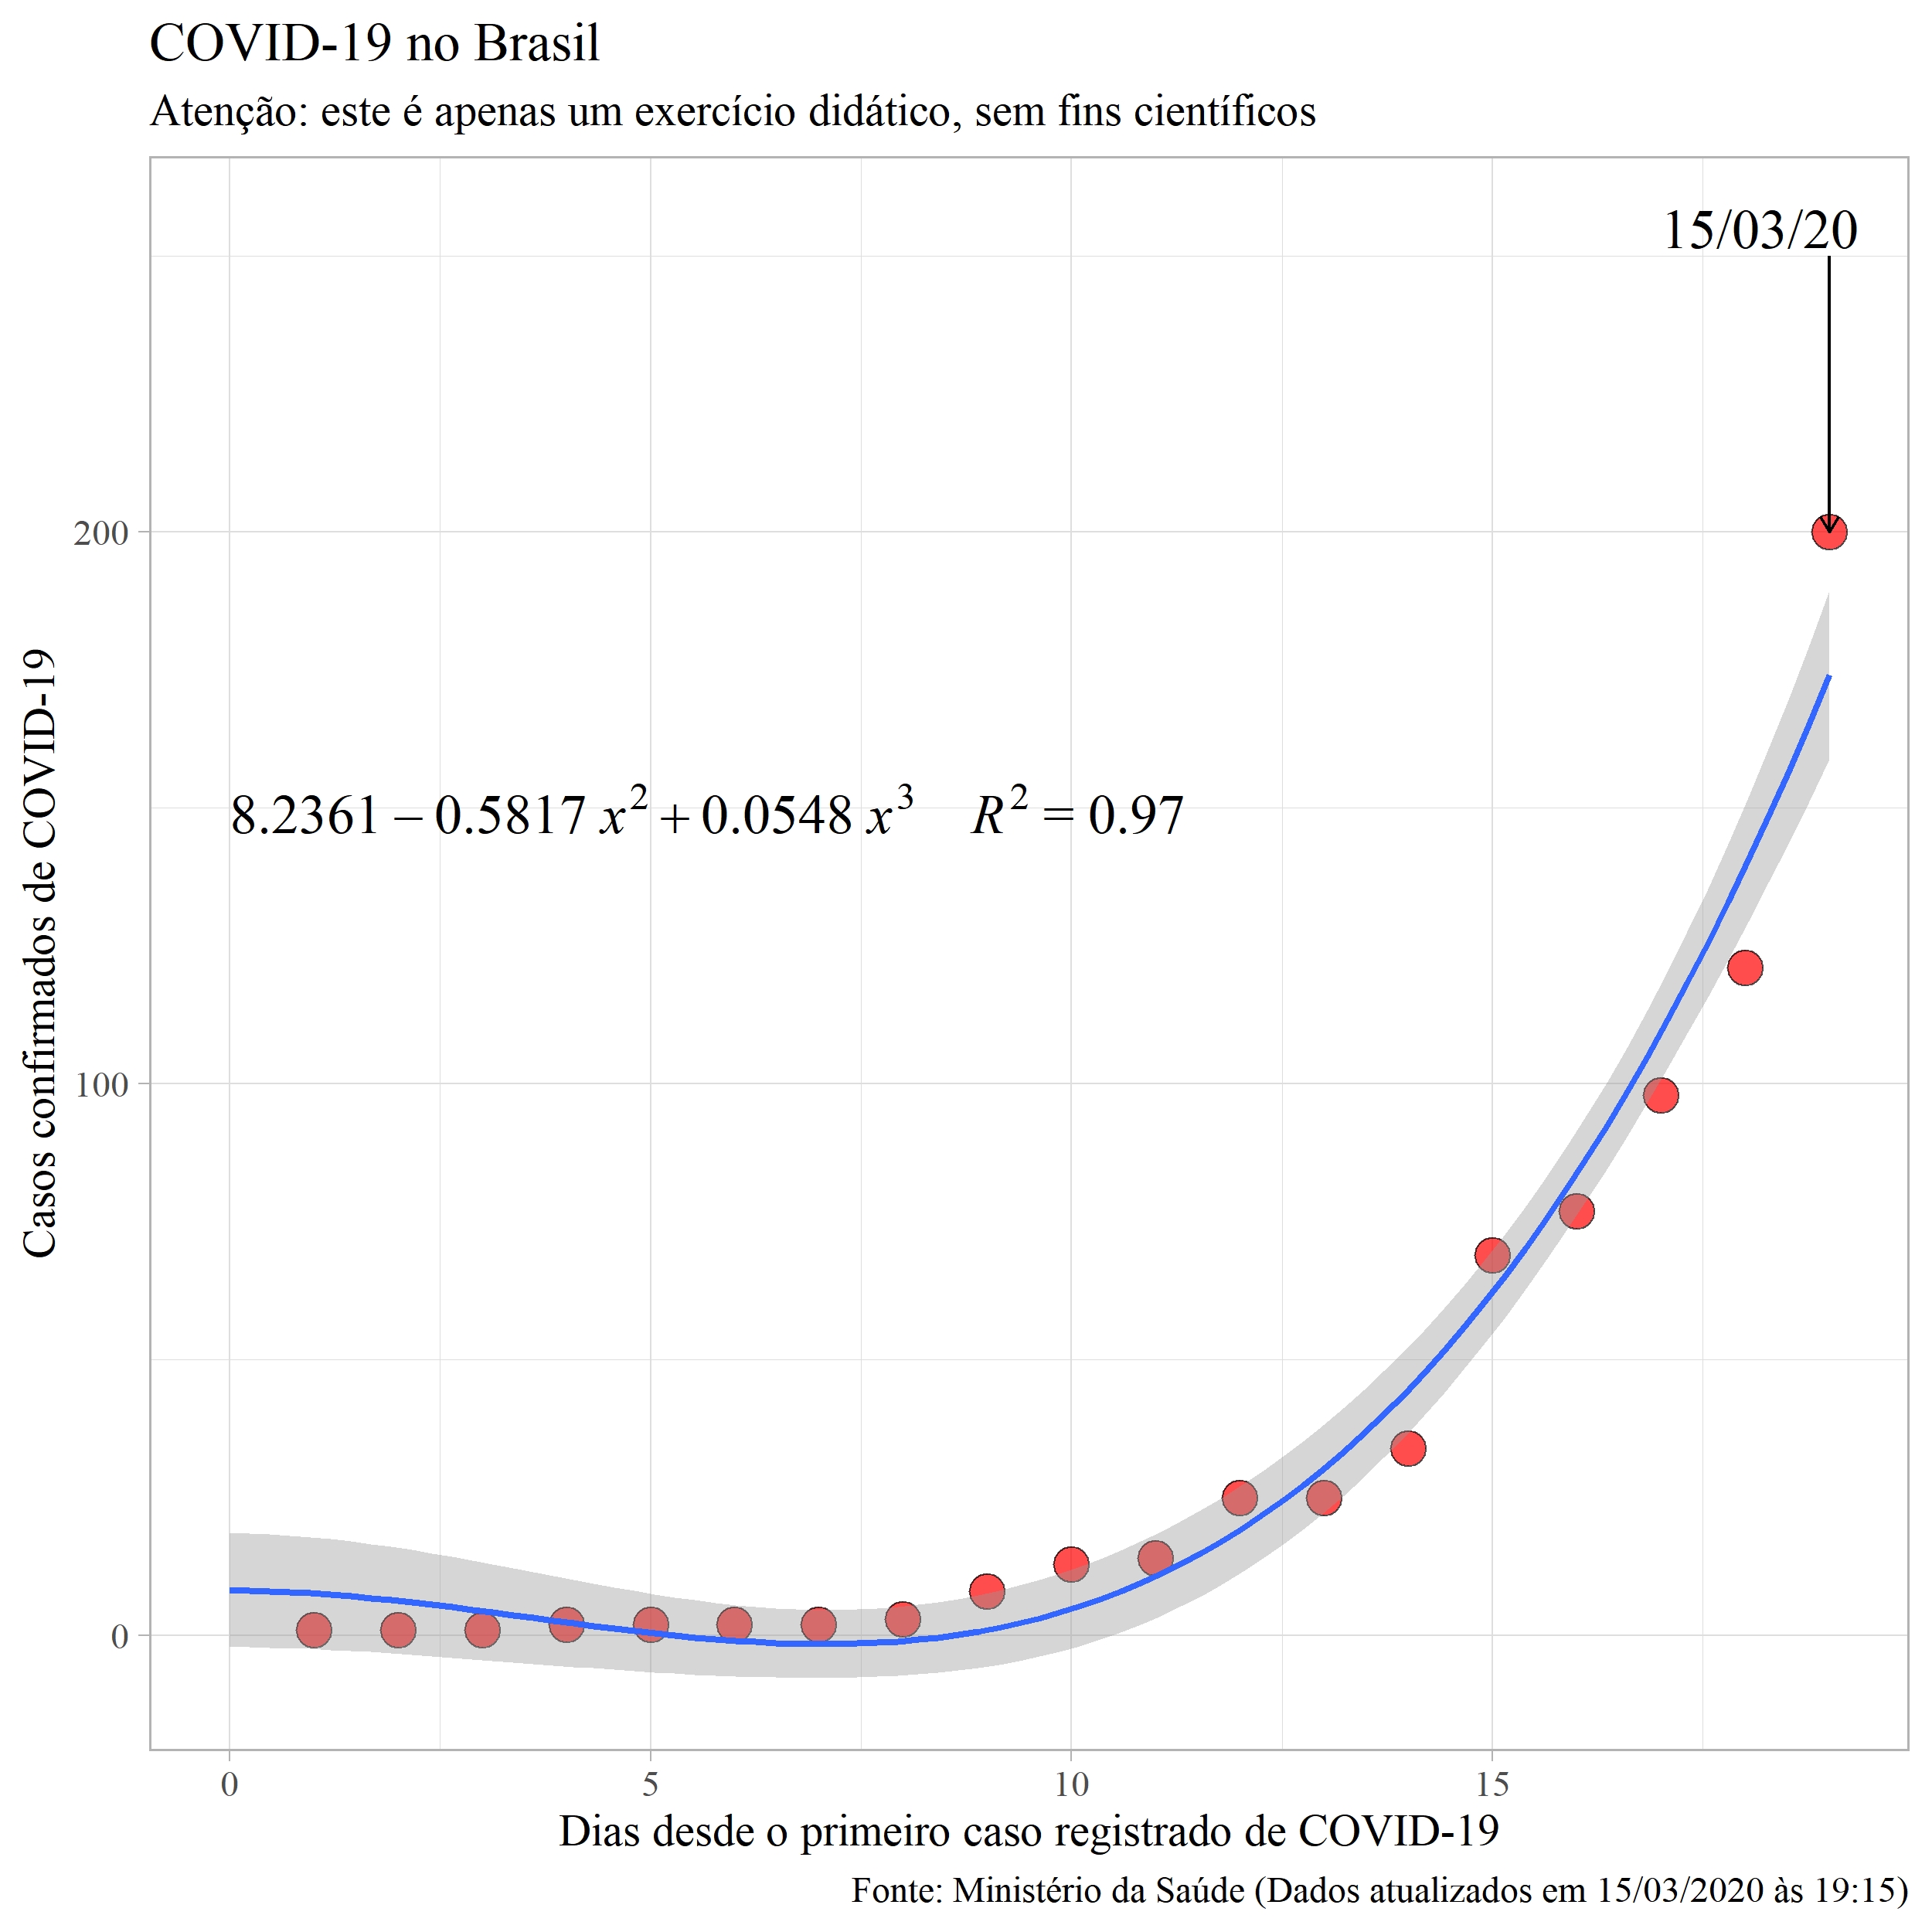 COVID-19 no Brasil
Atenção: este é apenas um exercício didático, sem fins científicos
15/03/20
200
8.2361 − 0.5817 x² + 0.0548 x³ R² = 0.97
100
0
Casos confirmados de COVID-19
0 5 10 15
Dias desde o primeiro caso registrado de COVID-19
Fonte: Ministério da Saúde (Dados atualizados em 15/03/2020 às 19:15)